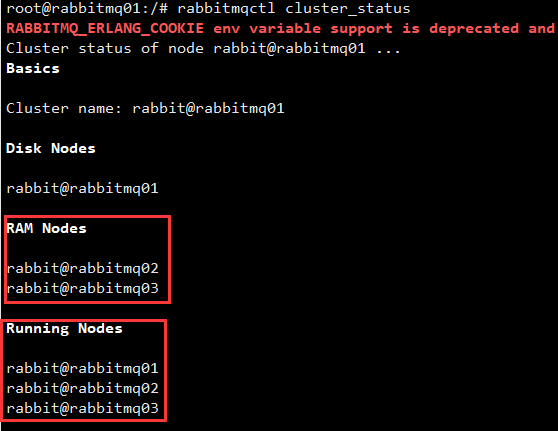 root@rabbitmq01:/# rabbitmqctl cluster_status
RABBITMQ_ERLANG_COOKIE env variable support is deprecated and
Cluster status of node rabbit@rabbitmq01 ...
Basics
Cluster name: rabbit@rabbitmq01
Disk Nodes
rabbit@rabbitmq01
RAM Nodes
rabbit@rabbitmq02
rabbit@rabbitmq03
Running Nodes
rabbit@rabbitmq01
rabbit@rabbitmq02
rabbit@rabbitmq03